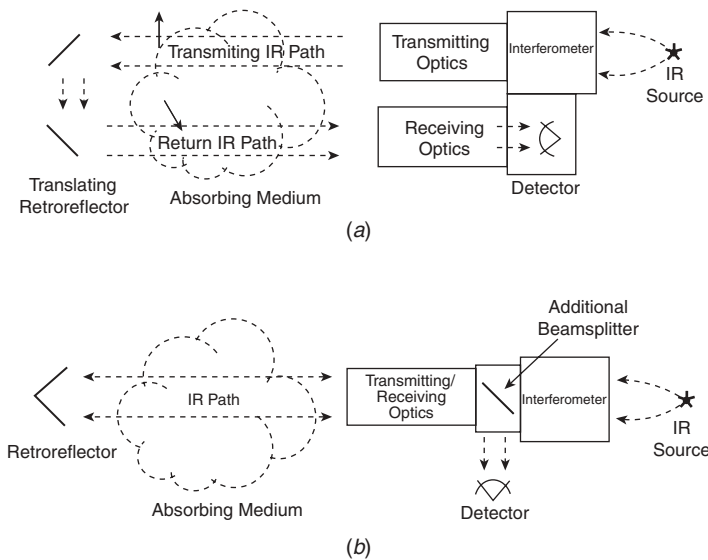 Transmiting IR Path
Transmitting
Optics
Interferometer
IR
Source
Return IR Path
Receiving
Optics
Translating
Retroreflector
Absorbing Medium
Detector
(a)
Additional
Beamsplitter
IR Path
Transmitting/
Receiving
Optics
Interferometer
IR
Source
Retroreflector
Absorbing Medium
Detector
(b)